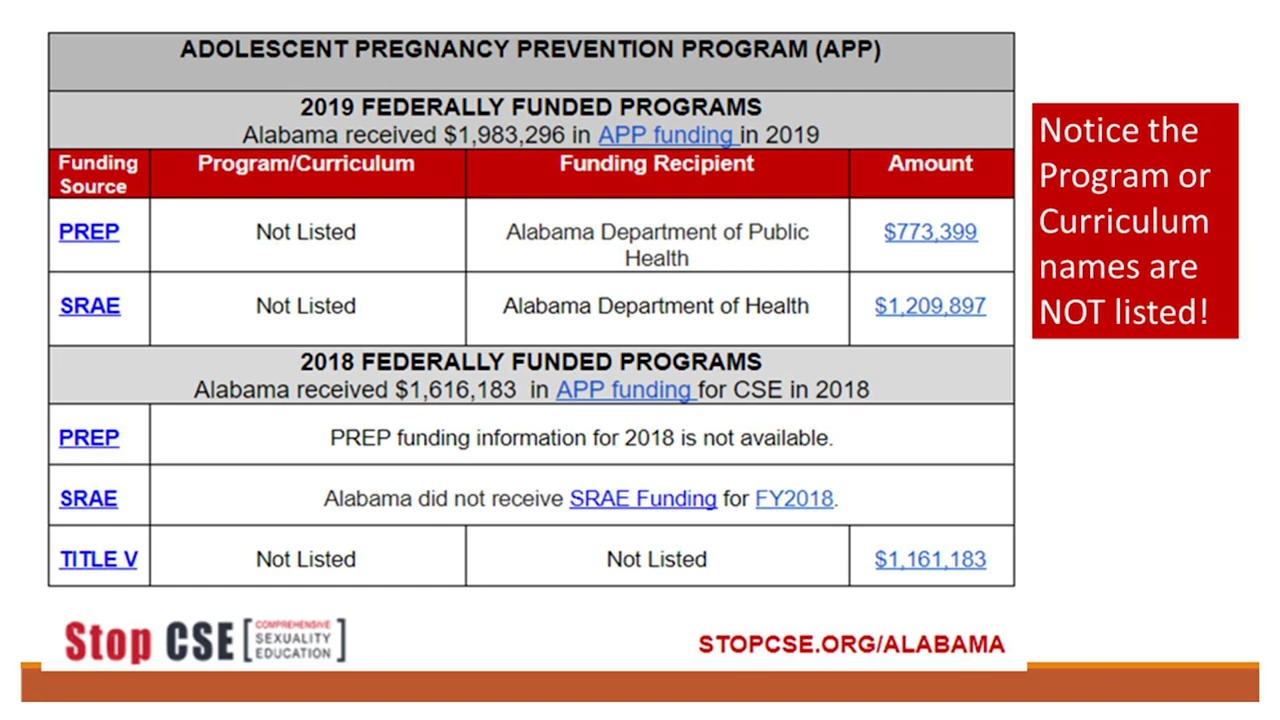 ADOLESCENT PREGNANCY PREVENTION PROGRAM (APP)
2019 FEDERALLY FUNDED PROGRAMS
Alabama received $1,983,296 in APP funding in 2019
Funding Source Program/Curriculum Funding Recipient Amount
PREP Not Listed Alabama Department of Public Health $773,399
SRAE Not Listed Alabama Department of Health $1,209,897
2018 FEDERALLY FUNDED PROGRAMS
Alabama received $1,616,183 in APP funding for CSE in 2018
PREP PREP funding information for 2018 is not available.
SRAE Alabama did not receive SRAE Funding for FY2018.
TITLE V Not Listed Not Listed $1,161,183
Notice the
Program or
Curriculum
names are
NOT listed!
Stop CSE [COMPREHENSIVE SEXUALITY EDUCATION]
STOPCSE.ORG/ALABAMA